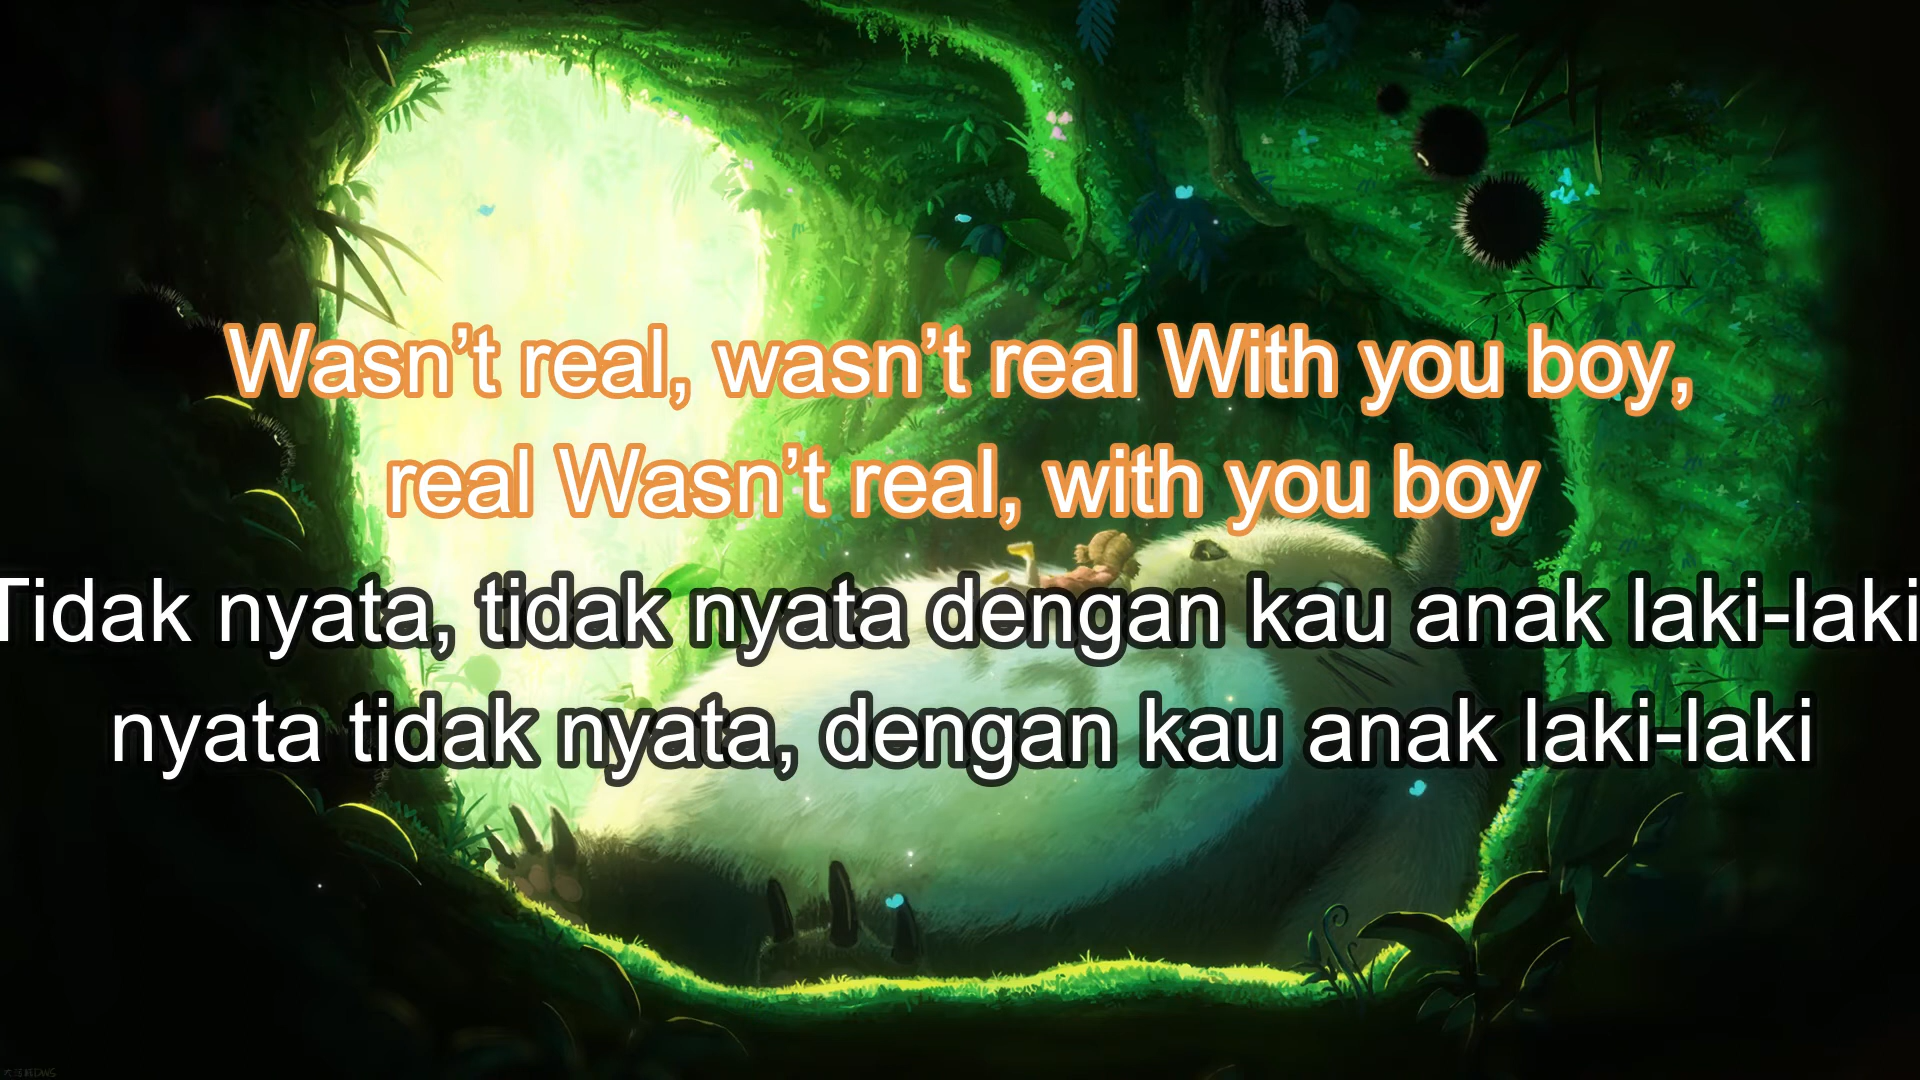 Wasn’t real, wasn’t real With you boy,
real Wasn’t real, with you boy
Tidak nyata, tidak nyata dengan kau anak laki-laki
nyata tidak nyata, dengan kau anak laki-laki